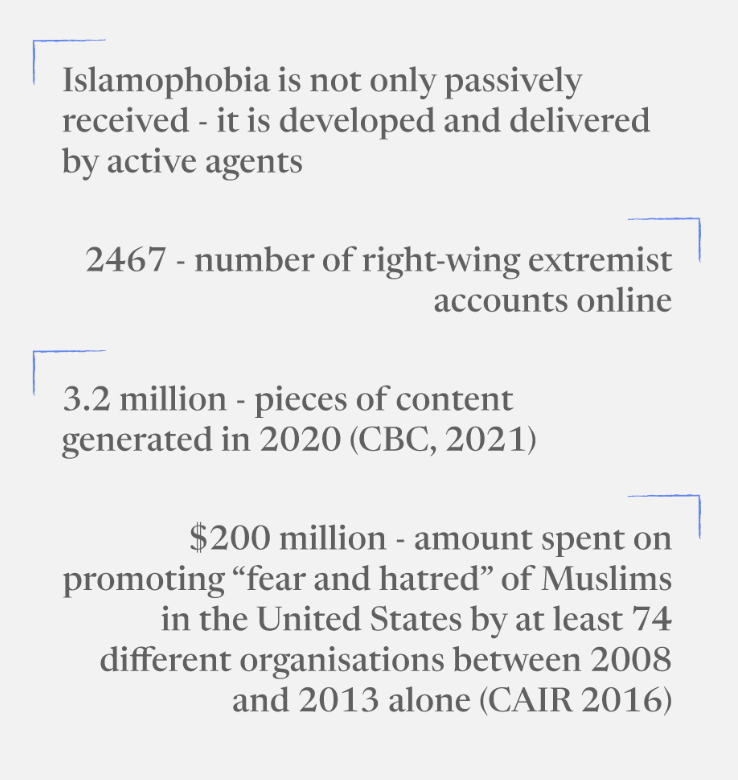 Islamophobia is not only passively
received - it is developed and delivered
by active agents
2467 - number of right-wing extremist
accounts online
3.2 million - pieces of content
generated in 2020 (CBC, 2021)
$200 million - amount spent on
promoting “fear and hatred” of Muslims
in the United States by at least 74
different organisations between 2008
and 2013 alone (CAIR 2016)